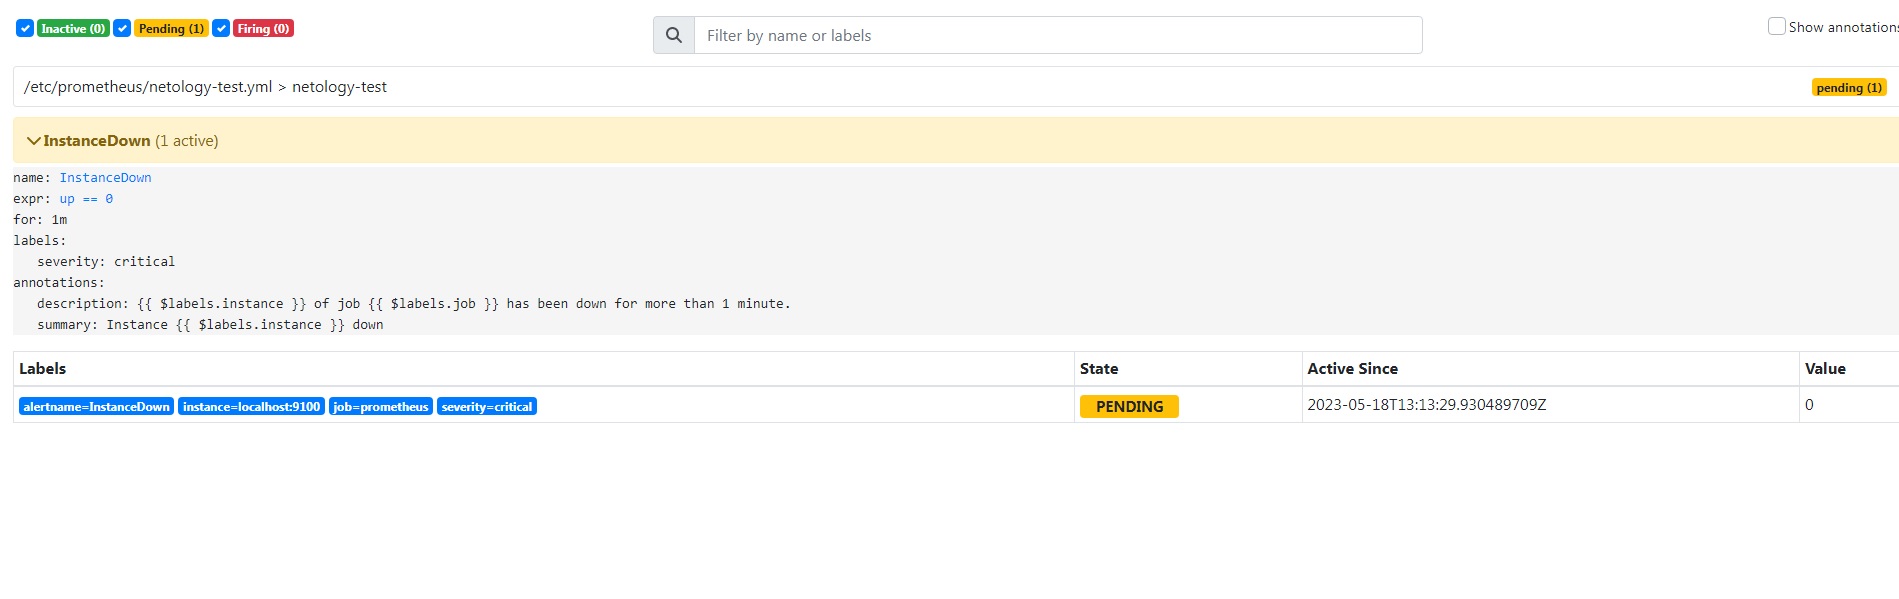 Inactive (0) Pending (1) Firing (0)
Filter by name or labels
Show annotations
/etc/prometheus/netology-test.yml > netology-test
pending (1)
InstanceDown (1 active)
name: InstanceDown
expr: up == 0
for: 1m
labels:
severity: critical
annotations:
description: {{ $labels.instance }} of job {{ $labels.job }} has been down for more than 1 minute.
summary: Instance {{ $labels.instance }} down
Labels State Active Since Value
alertname=InstanceDown instance=localhost:9100 job=prometheus severity=critical PENDING 2023-05-18T13:13:29.930489709Z 0